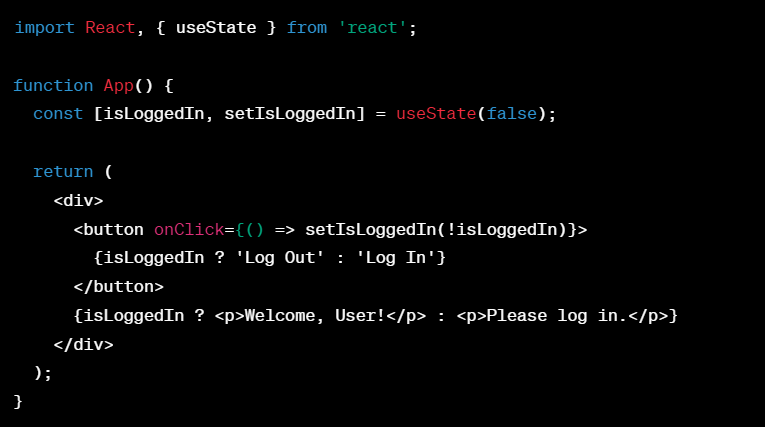 import React, { useState } from 'react';

function App() {
  const [isLoggedIn, setIsLoggedIn] = useState(false);

  return (
    <div>
      <button onClick={() => setIsLoggedIn(!isLoggedIn)}>
        {isLoggedIn ? 'Log Out' : 'Log In'}
      </button>
      {isLoggedIn ? <p>Welcome, User!</p> : <p>Please log in.</p>}
    </div>
  );
}